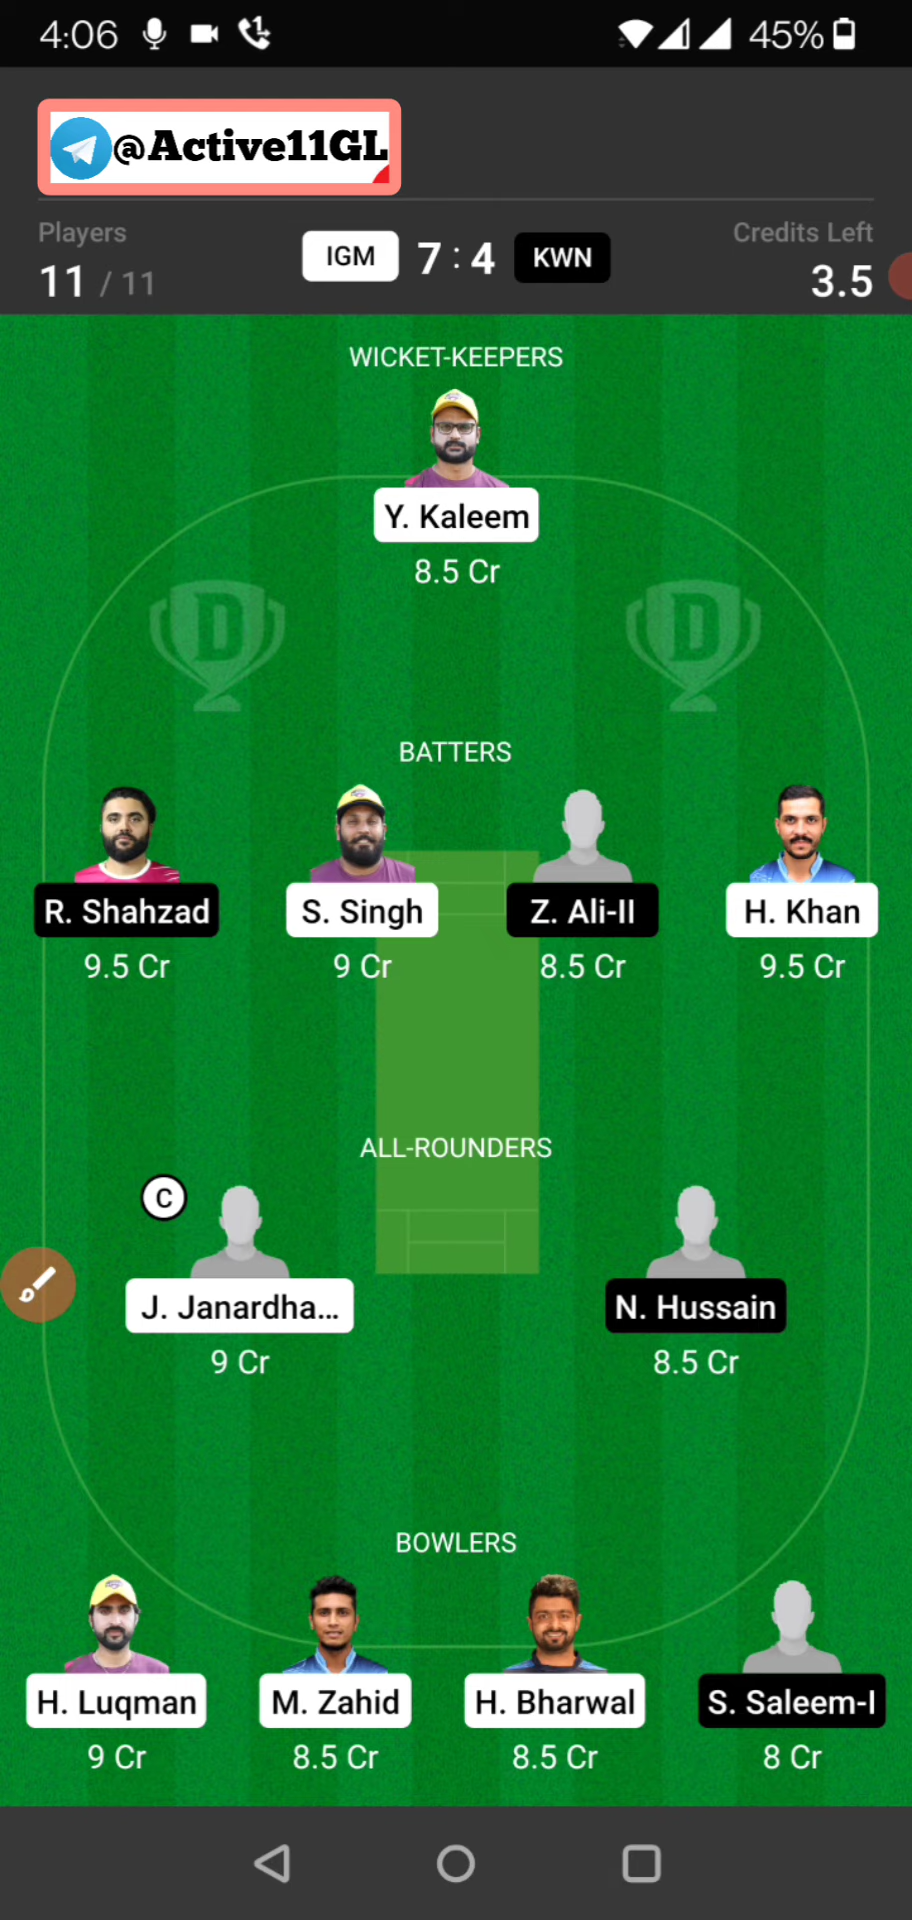 4:06 45%
@Active11GL
Players Credits Left
11 / 11 IGM 7 : 4 KWN 3.5
WICKET-KEEPERS
Y. Kaleem
8.5 Cr
D D
BATTERS
R. Shahzad S. Singh Z. Ali-II H. Khan
9.5 Cr 9 Cr 8.5 Cr 9.5 Cr
ALL-ROUNDERS
C
J. Janardha... N. Hussain
9 Cr 8.5 Cr
BOWLERS
H. Luqman M. Zahid H. Bharwal S. Saleem-I
9 Cr 8.5 Cr 8.5 Cr 8 Cr